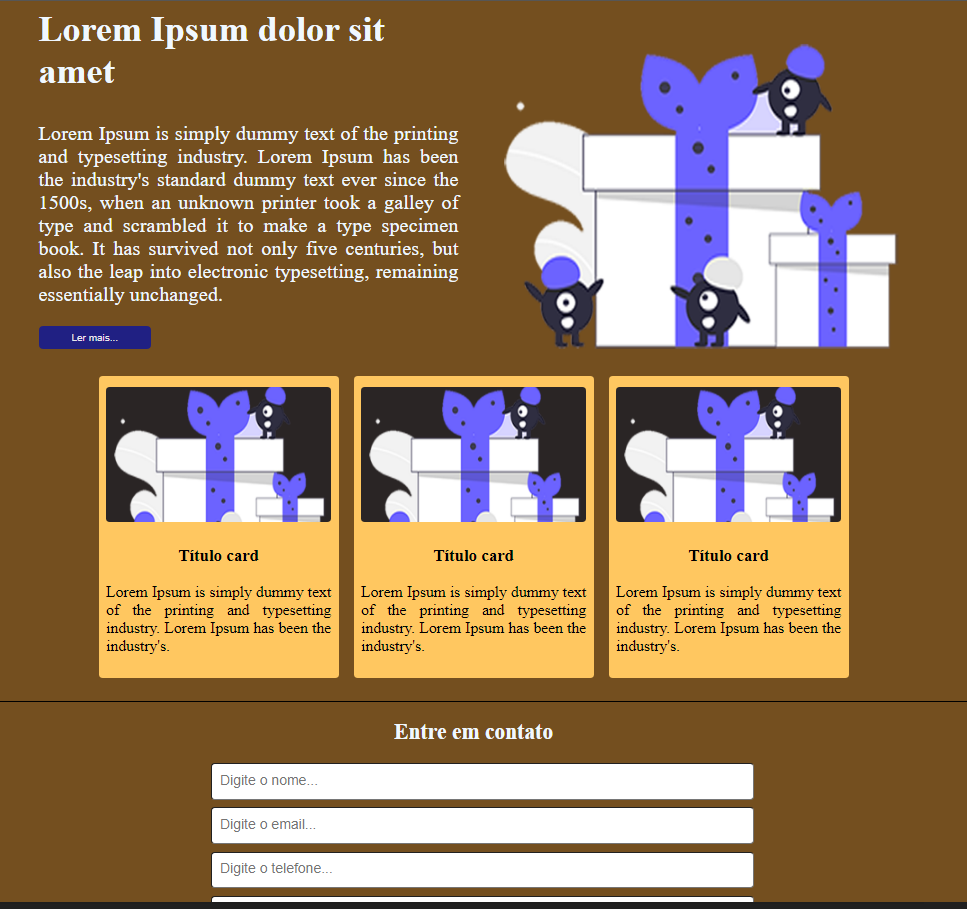 Lorem Ipsum dolor sit
amet
Lorem Ipsum is simply dummy text of the printing
and typesetting industry. Lorem Ipsum has been
the industry's standard dummy text ever since the
1500s, when an unknown printer took a galley of
type and scrambled it to make a type specimen
book. It has survived not only five centuries, but
also the leap into electronic typesetting, remaining
essentially unchanged.
Ler mais...
Título card
Lorem Ipsum is simply dummy text
of the printing and typesetting
industry. Lorem Ipsum has been the
industry's.
Título card
Lorem Ipsum is simply dummy text
of the printing and typesetting
industry. Lorem Ipsum has been the
industry's.
Título card
Lorem Ipsum is simply dummy text
of the printing and typesetting
industry. Lorem Ipsum has been the
industry's.
Entre em contato
Digite o nome...
Digite o email...
Digite o telefone...